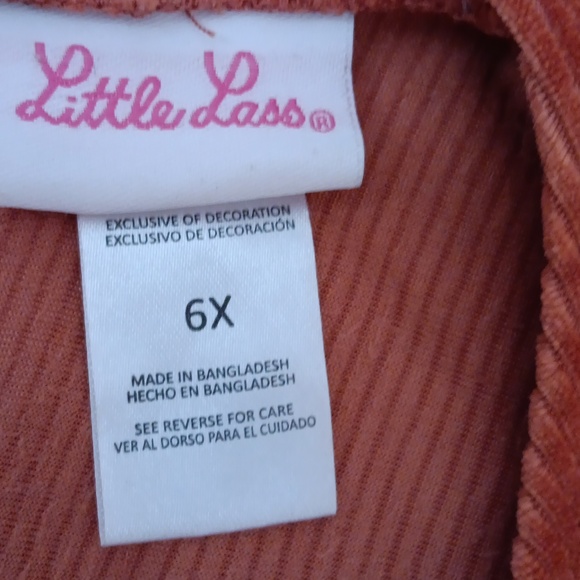 Little Lass®
EXCLUSIVE OF DECORATION
EXCLUSIVO DE DECORACIÓN
6X
MADE IN BANGLADESH
HECHO EN BANGLADESH
SEE REVERSE FOR CARE
VER AL DORSO PARA EL CUIDADO